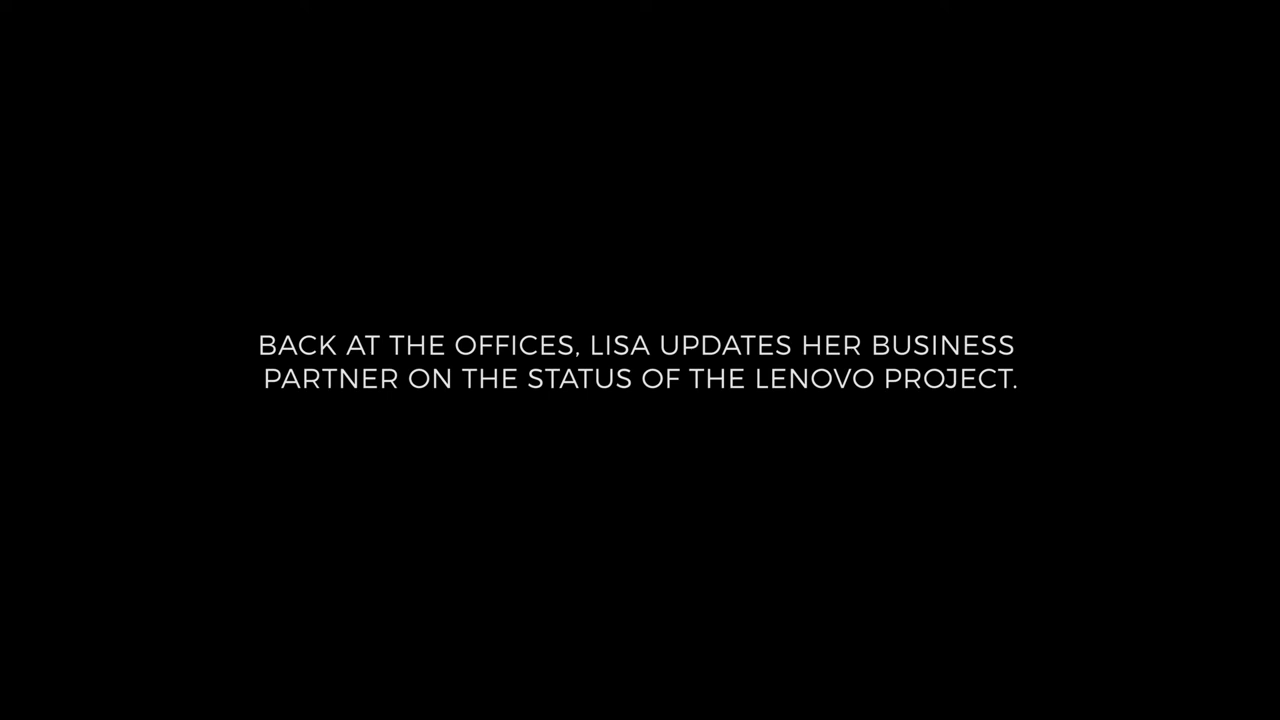 BACK AT THE OFFICES, LISA UPDATES HER BUSINESS
PARTNER ON THE STATUS OF THE LENOVO PROJECT.